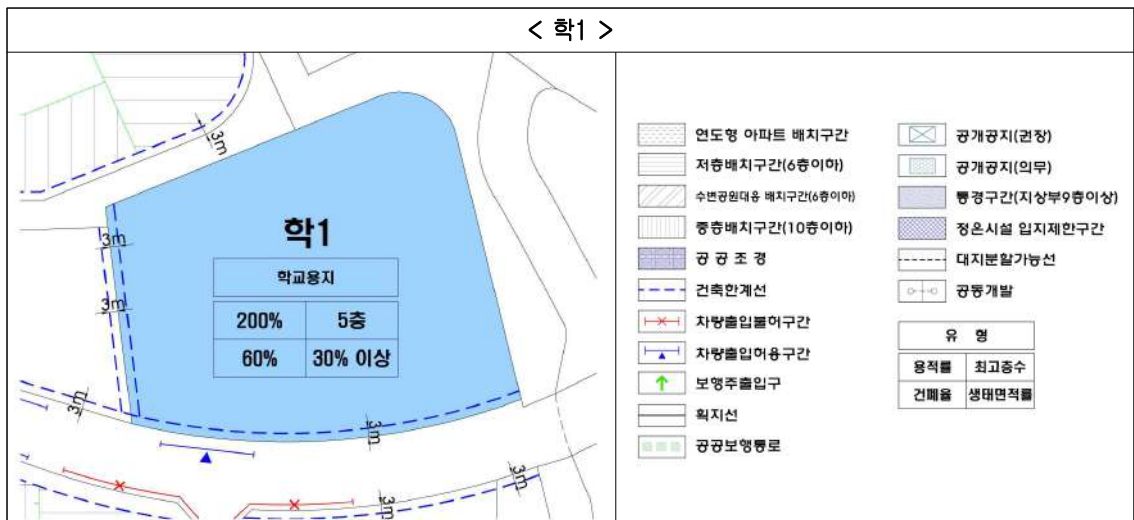 < 학1 >
3m
학1
학교용지
200% 5층
60% 30% 이상
3m
3m
3m
3m
3m
3m
연도형 아파트 배치구간
저층배치구간(6층이하)
수변공원대응 배치구간(6층이하)
중층배치구간(10층이하)
공 공 조 경
건축한계선
차량출입불허구간
차량출입허용구간
보행주출입구
획지선
공공보행통로
공개공지(권장)
공개공지(의무)
통경구간(지상부9층이상)
정온시설 입지제한구간
대지분할가능선
공동개발
유 형
용적률 최고층수
건폐율 생태면적률